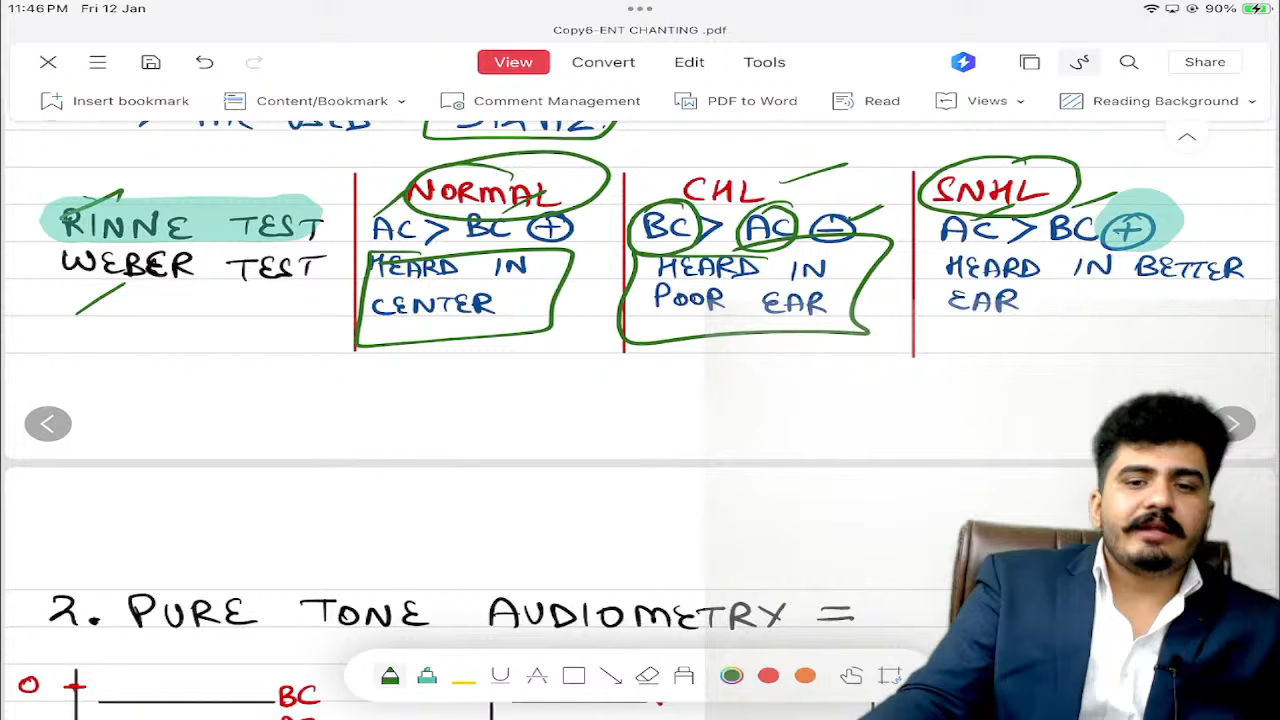 11:46 PM Fri 12 Jan 90%
Copy6-ENT CHANTING .pdf
View Convert Edit Tools Share
Insert bookmark Content/Bookmark Comment Management PDF to Word Read Views Reading Background
NORMAL CHL SNHL
RINNE TEST AC > BC + BC > AC - AC > BC +
WEBER TEST HEARD IN HEARD IN HEARD IN BETTER
CENTER POOR EAR EAR
2. PURE TONE AUDIOMETRY =
0 BC